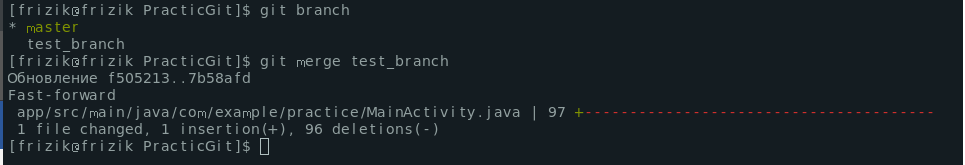 [frizik@frizik PracticGit]$ git branch
* master
  test_branch
[frizik@frizik PracticGit]$ git merge test_branch
Обновление f505213..7b58afd
Fast-forward
 app/src/main/java/com/example/practice/MainActivity.java | 97 +---------------------------------------
 1 file changed, 1 insertion(+), 96 deletions(-)
[frizik@frizik PracticGit]$